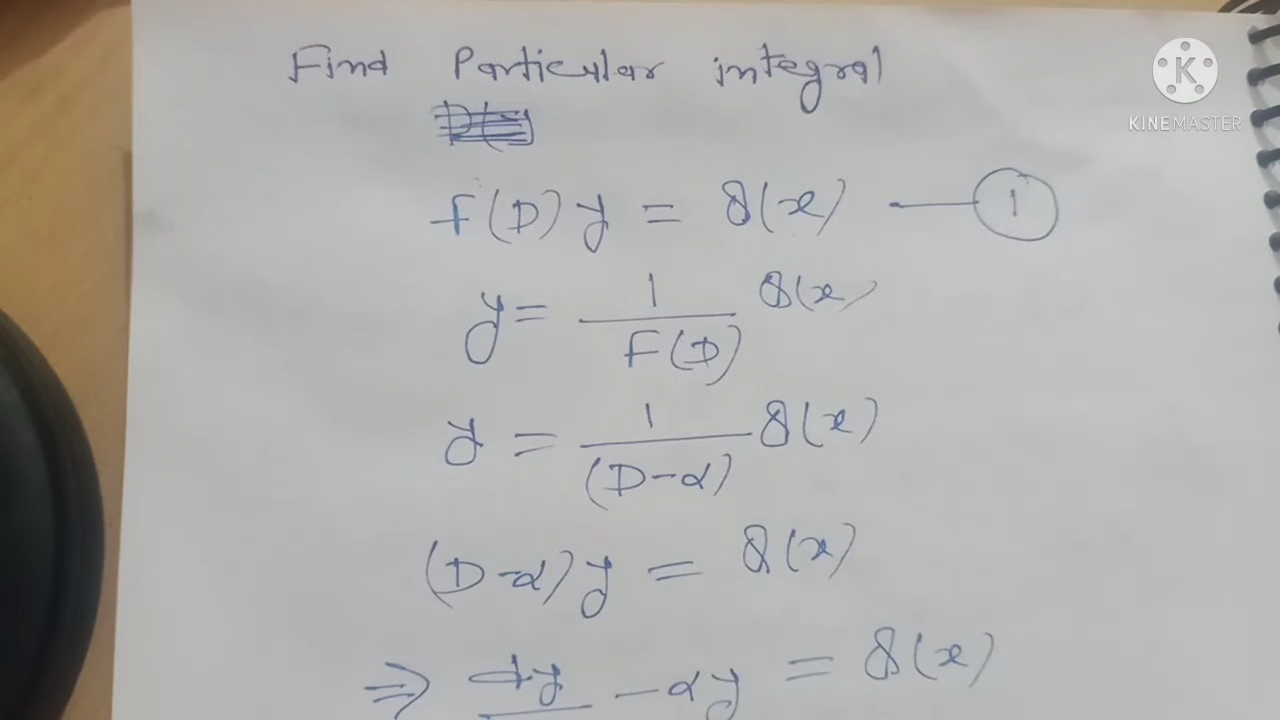 Find Particular integral
KINEMASTER
f(D)y = Q(x) — 1
y = 1/F(D) Q(x)
y = 1/(D-α) Q(x)
(D-α)y = Q(x)
⇒ dy - αy = Q(x)